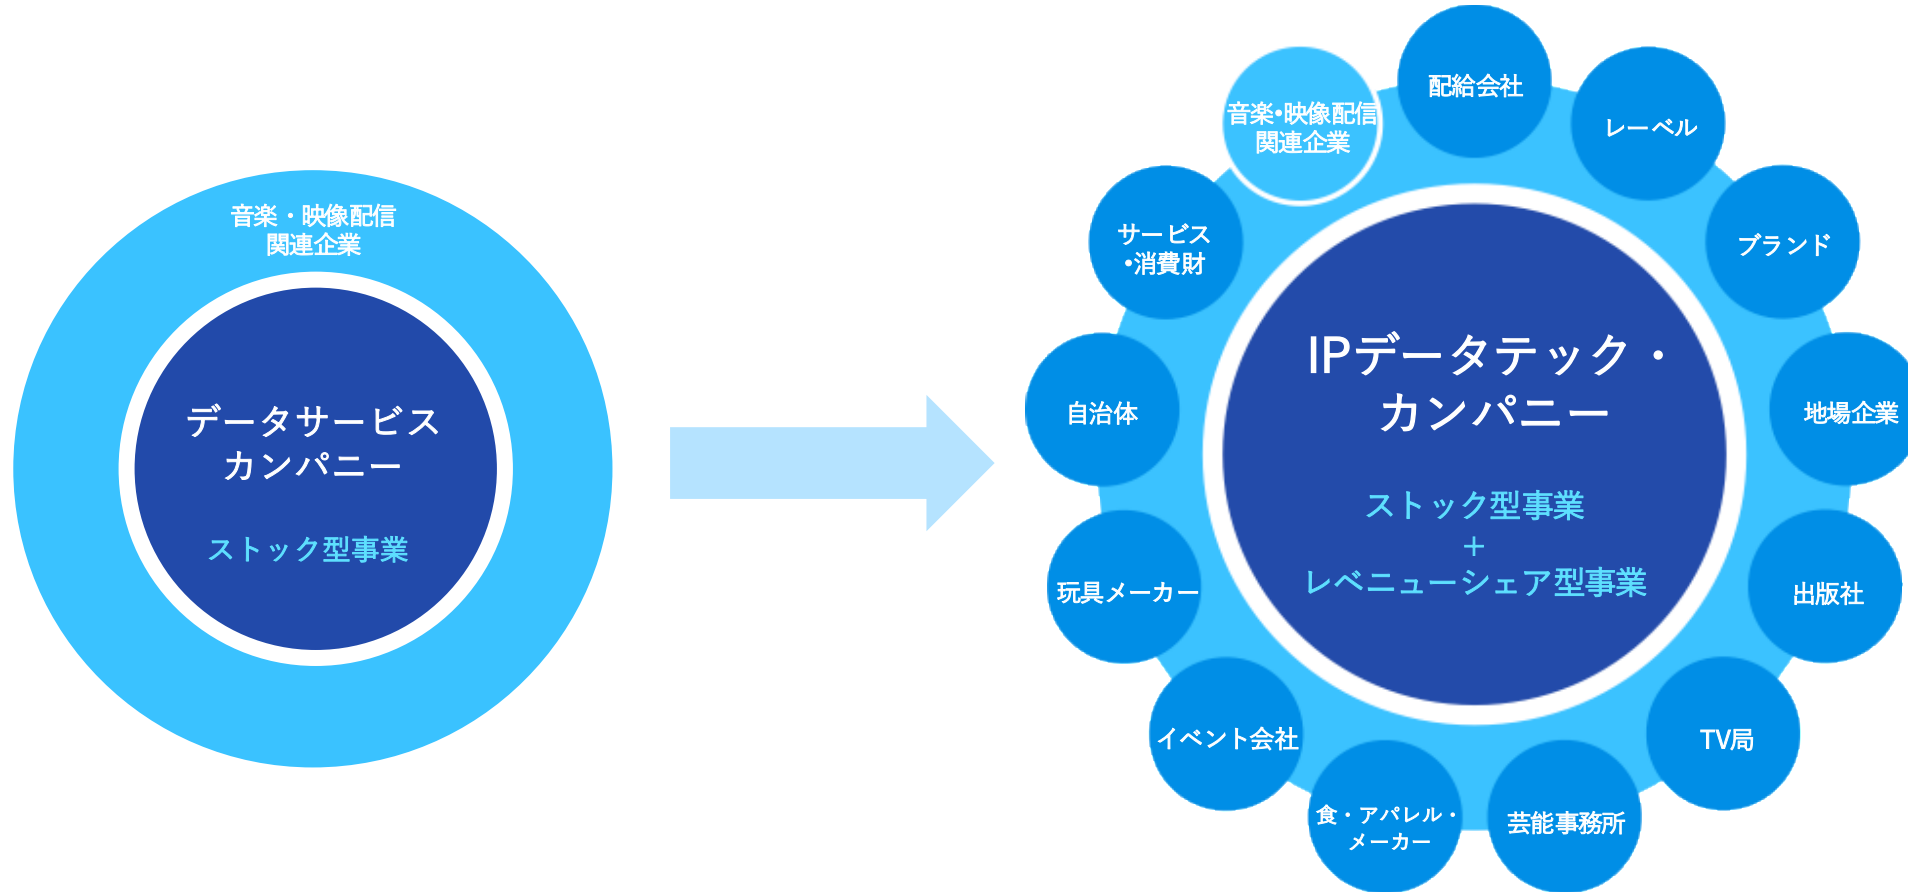 音楽・映像配信
関連企業
データサービス
カンパニー
ストック型事業
IPデータテック・
カンパニー
ストック型事業
+
レベニューシェア型事業
音楽•映像配信
関連企業
配給会社
レーベル
ブランド
地場企業
出版社
TV局
芸能事務所
食・アパレル・
メーカー
イベント会社
玩具メーカー
自治体
サービス
•消費財